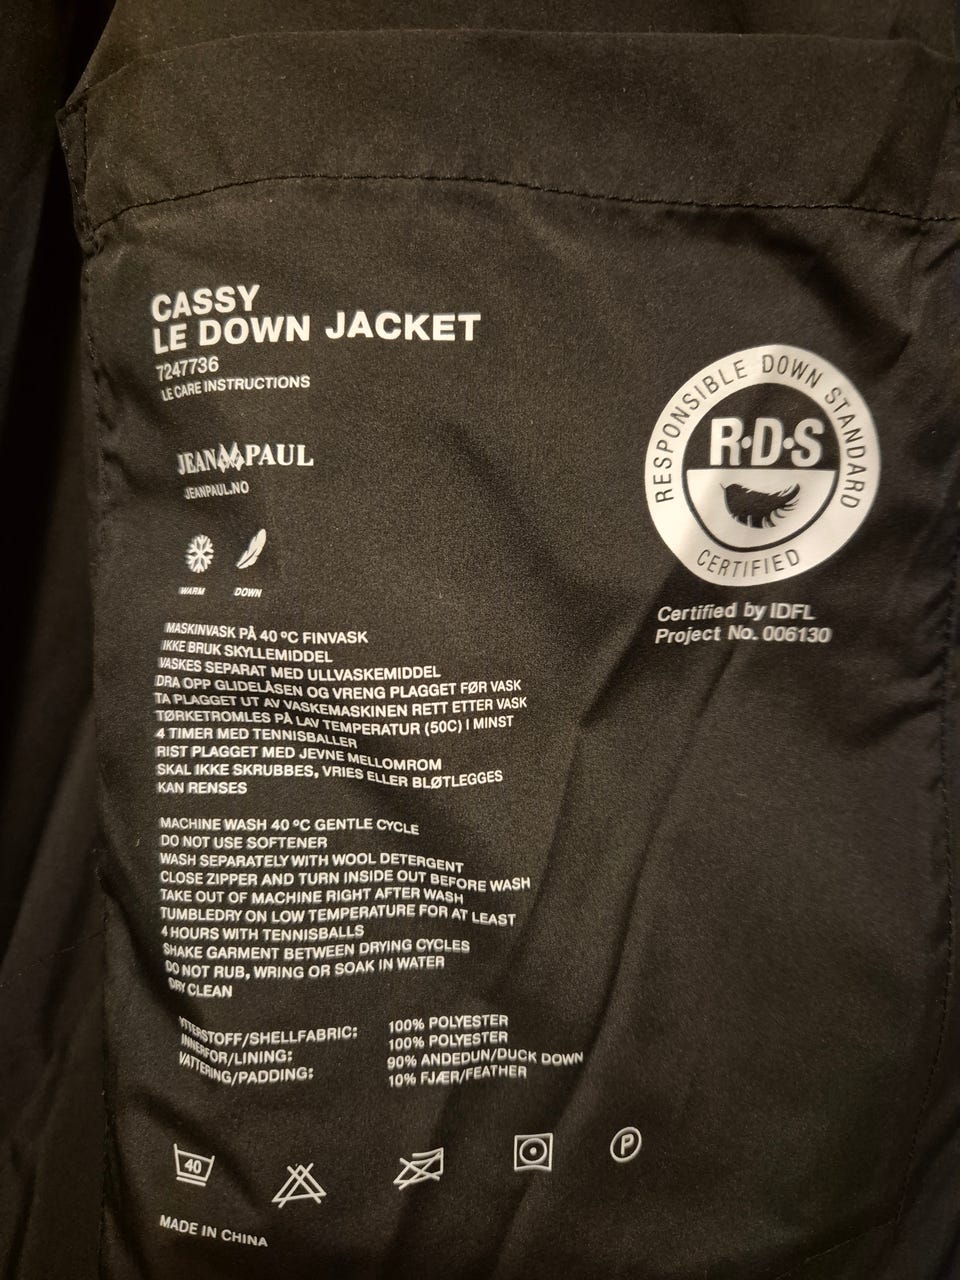 CASSY
LE DOWN JACKET
7247736
LE CARE INSTRUCTIONS
JEAN PAUL
JEANPAUL.NO
WARM DOWN
RESPONSIBLE DOWN STANDARD
R·D·S
CERTIFIED
Certified by IDFL
Project No. 006130
MASKINVASK PÅ 40 ºC FINVASK
IKKE BRUK SKYLLEMIDDEL
VASKES SEPARAT MED ULLVASKEMIDDEL
DRA OPP GLIDELÅSEN OG VRENG PLAGGET FØR VASK
TA PLAGGET UT AV VASKEMASKINEN RETT ETTER VASK
TØRKETROMLES PÅ LAV TEMPERATUR (50C) I MINST
4 TIMER MED TENNISBALLER
RIST PLAGGET MED JEVNE MELLOMROM
SKAL IKKE SKRUBBES, VRIES ELLER BLØTLEGGES
KAN RENSES
MACHINE WASH 40 ºC GENTLE CYCLE
DO NOT USE SOFTENER
WASH SEPARATELY WITH WOOL DETERGENT
CLOSE ZIPPER AND TURN INSIDE OUT BEFORE WASH
TAKE OUT OF MACHINE RIGHT AFTER WASH
TUMBLEDRY ON LOW TEMPERATURE FOR AT LEAST
4 HOURS WITH TENNISBALLS
SHAKE GARMENT BETWEEN DRYING CYCLES
DO NOT RUB, WRING OR SOAK IN WATER
DRY CLEAN
YTTERSTOFF/SHELLFABRIC: 100% POLYESTER
INNERFOR/LINING: 100% POLYESTER
VATTERING/PADDING: 90% ANDEDUN/DUCK DOWN
10% FJÆR/FEATHER
40
P
MADE IN CHINA